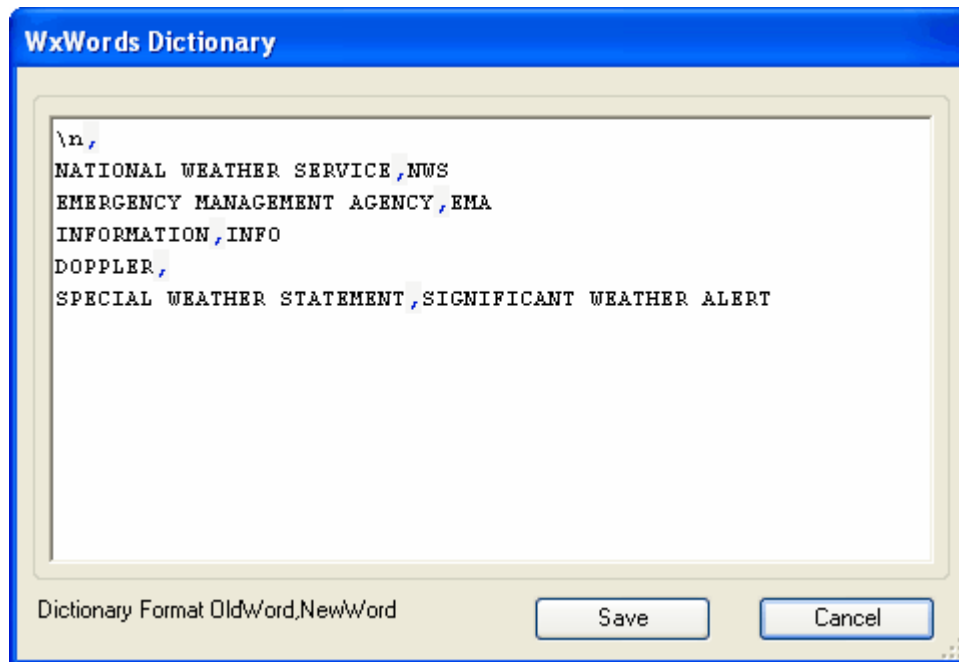 WxWords Dictionary
\n,
NATIONAL WEATHER SERVICE,NWS
EMERGENCY MANAGEMENT AGENCY,EMA
INFORMATION,INFO
DOPPLER,
SPECIAL WEATHER STATEMENT,SIGNIFICANT WEATHER ALERT
Dictionary Format OldWord,NewWord
Save
Cancel